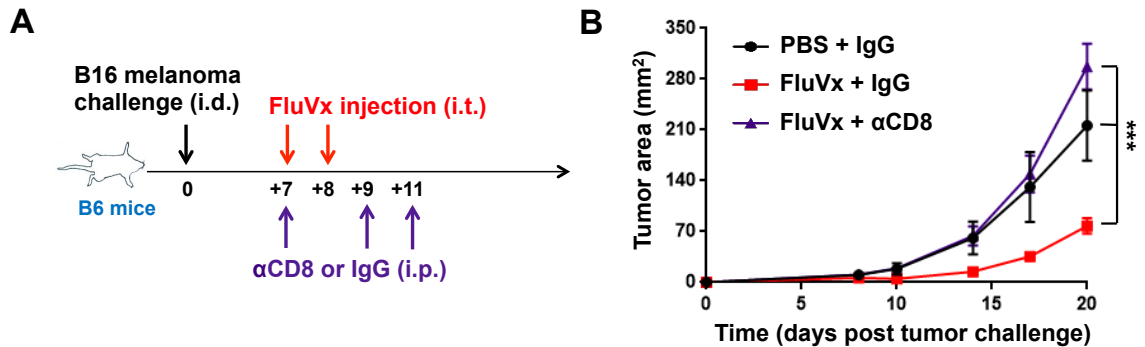 A
B16 melanoma
challenge (i.d.)
FluVx injection (i.t.)
0
+7
+8
+9
+11
B6 mice
αCD8 or IgG (i.p.)
B
PBS + IgG
FluVx + IgG
FluVx + αCD8
Tumor area (mm²)
350
280
210
140
70
0
0
5
10
15
20
Time (days post tumor challenge)
***